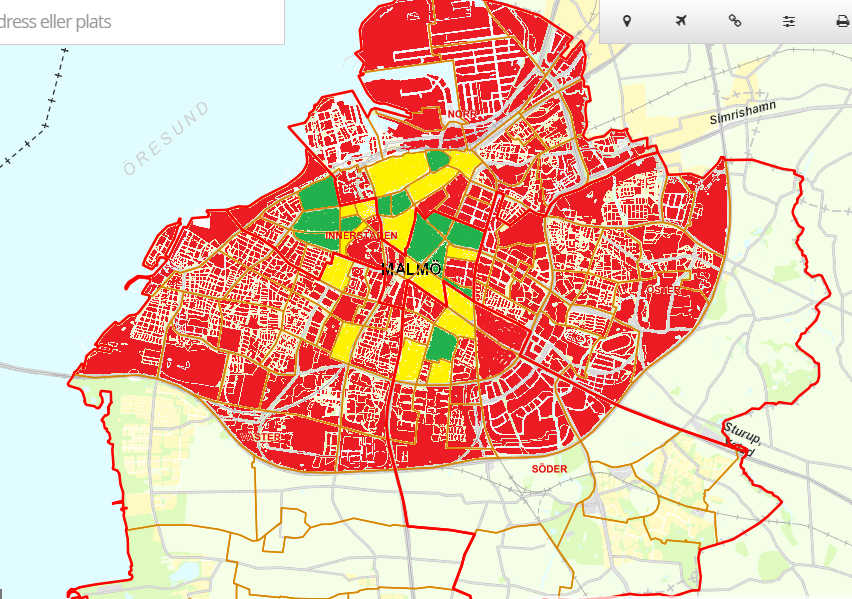 dress eller plats
Simrishamn
ÖRESUND
NORR
INNERSTADEN
MALMÖ
ÖSTER
VÄSTER
Sturup,
SÖDER